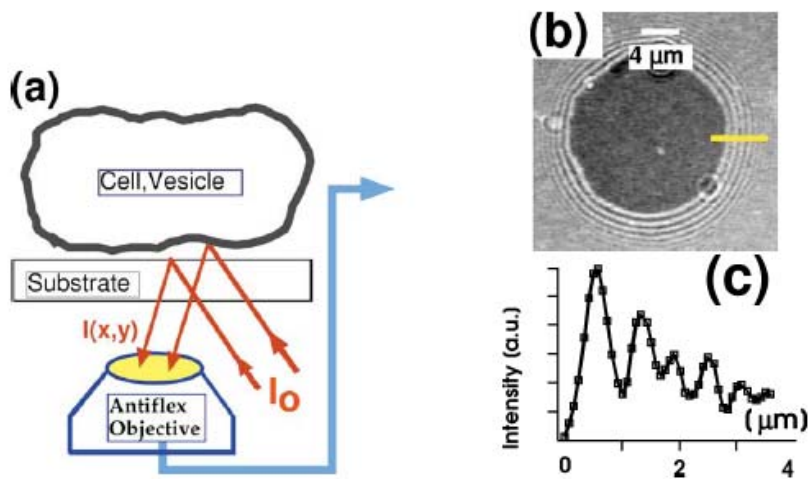 (a)
Cell,Vesicle
Substrate
I(x,y)
I₀
Antiflex
Objective
(b)
4 µm
(c)
Intensity (a.u.)
(µm)
0 2 4